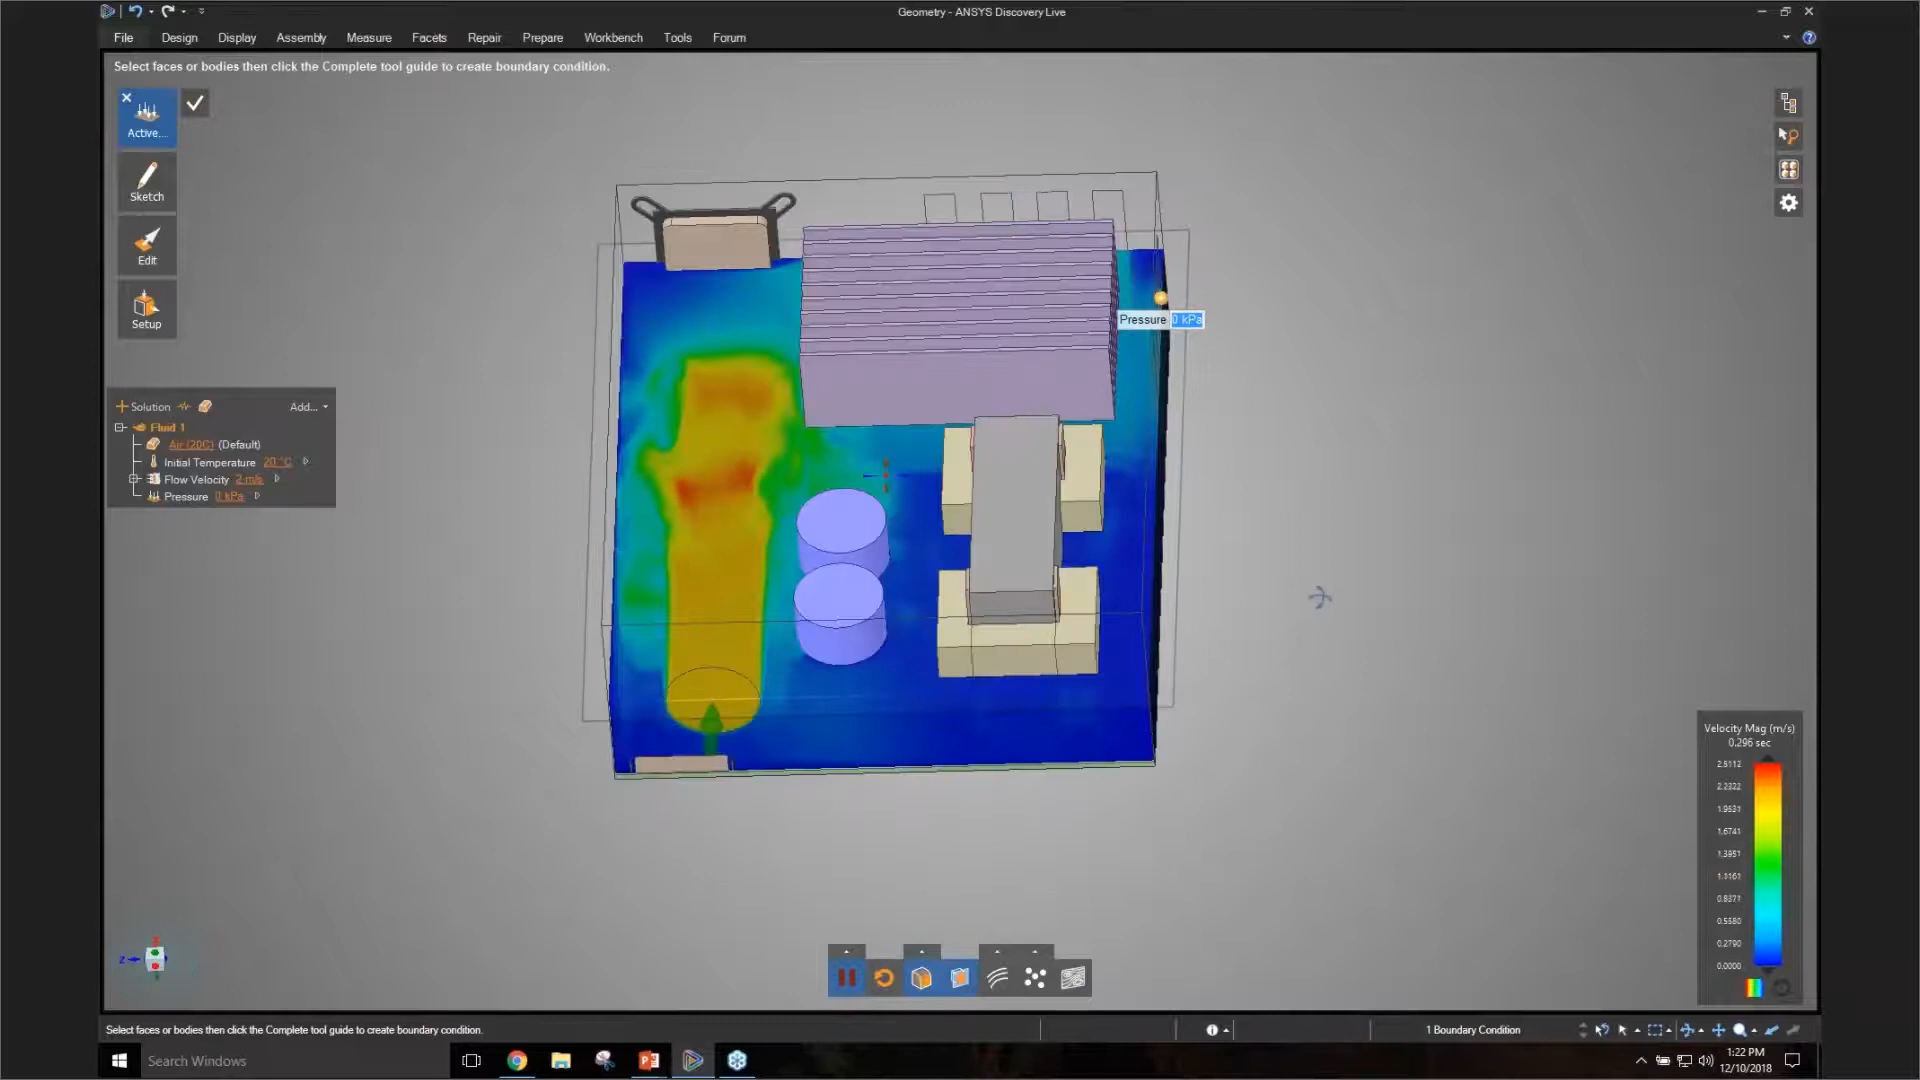 Geometry - ANSYS Discovery Live
File Design Display Assembly Measure Facets Repair Prepare Workbench Tools Forum
Select faces or bodies then click the Complete tool guide to create boundary condition.
Active...
Sketch
Edit
Setup
Pressure 0 kPa
Solution Add...
Fluid 1
Air (20C) (Default)
Initial Temperature 20 °C
Flow Velocity 2 m/s
Pressure 0 kPa
Velocity Mag (m/s)
0.296 sec
2.5112
2.2322
1.9531
1.6741
1.3951
1.1161
0.8371
0.5580
0.2790
0.0000
Z
Select faces or bodies then click the Complete tool guide to create boundary condition.
1 Boundary Condition
Search Windows
1:22 PM
12/10/2018